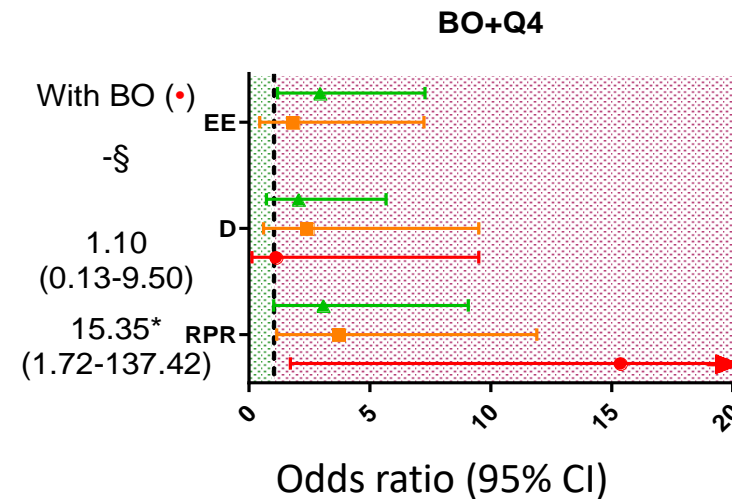 BO+Q4
With BO (•)
EE
-§
D
1.10
(0.13-9.50)
15.35*
RPR
(1.72-137.42)
0
5
10
15
20
Odds ratio (95% CI)